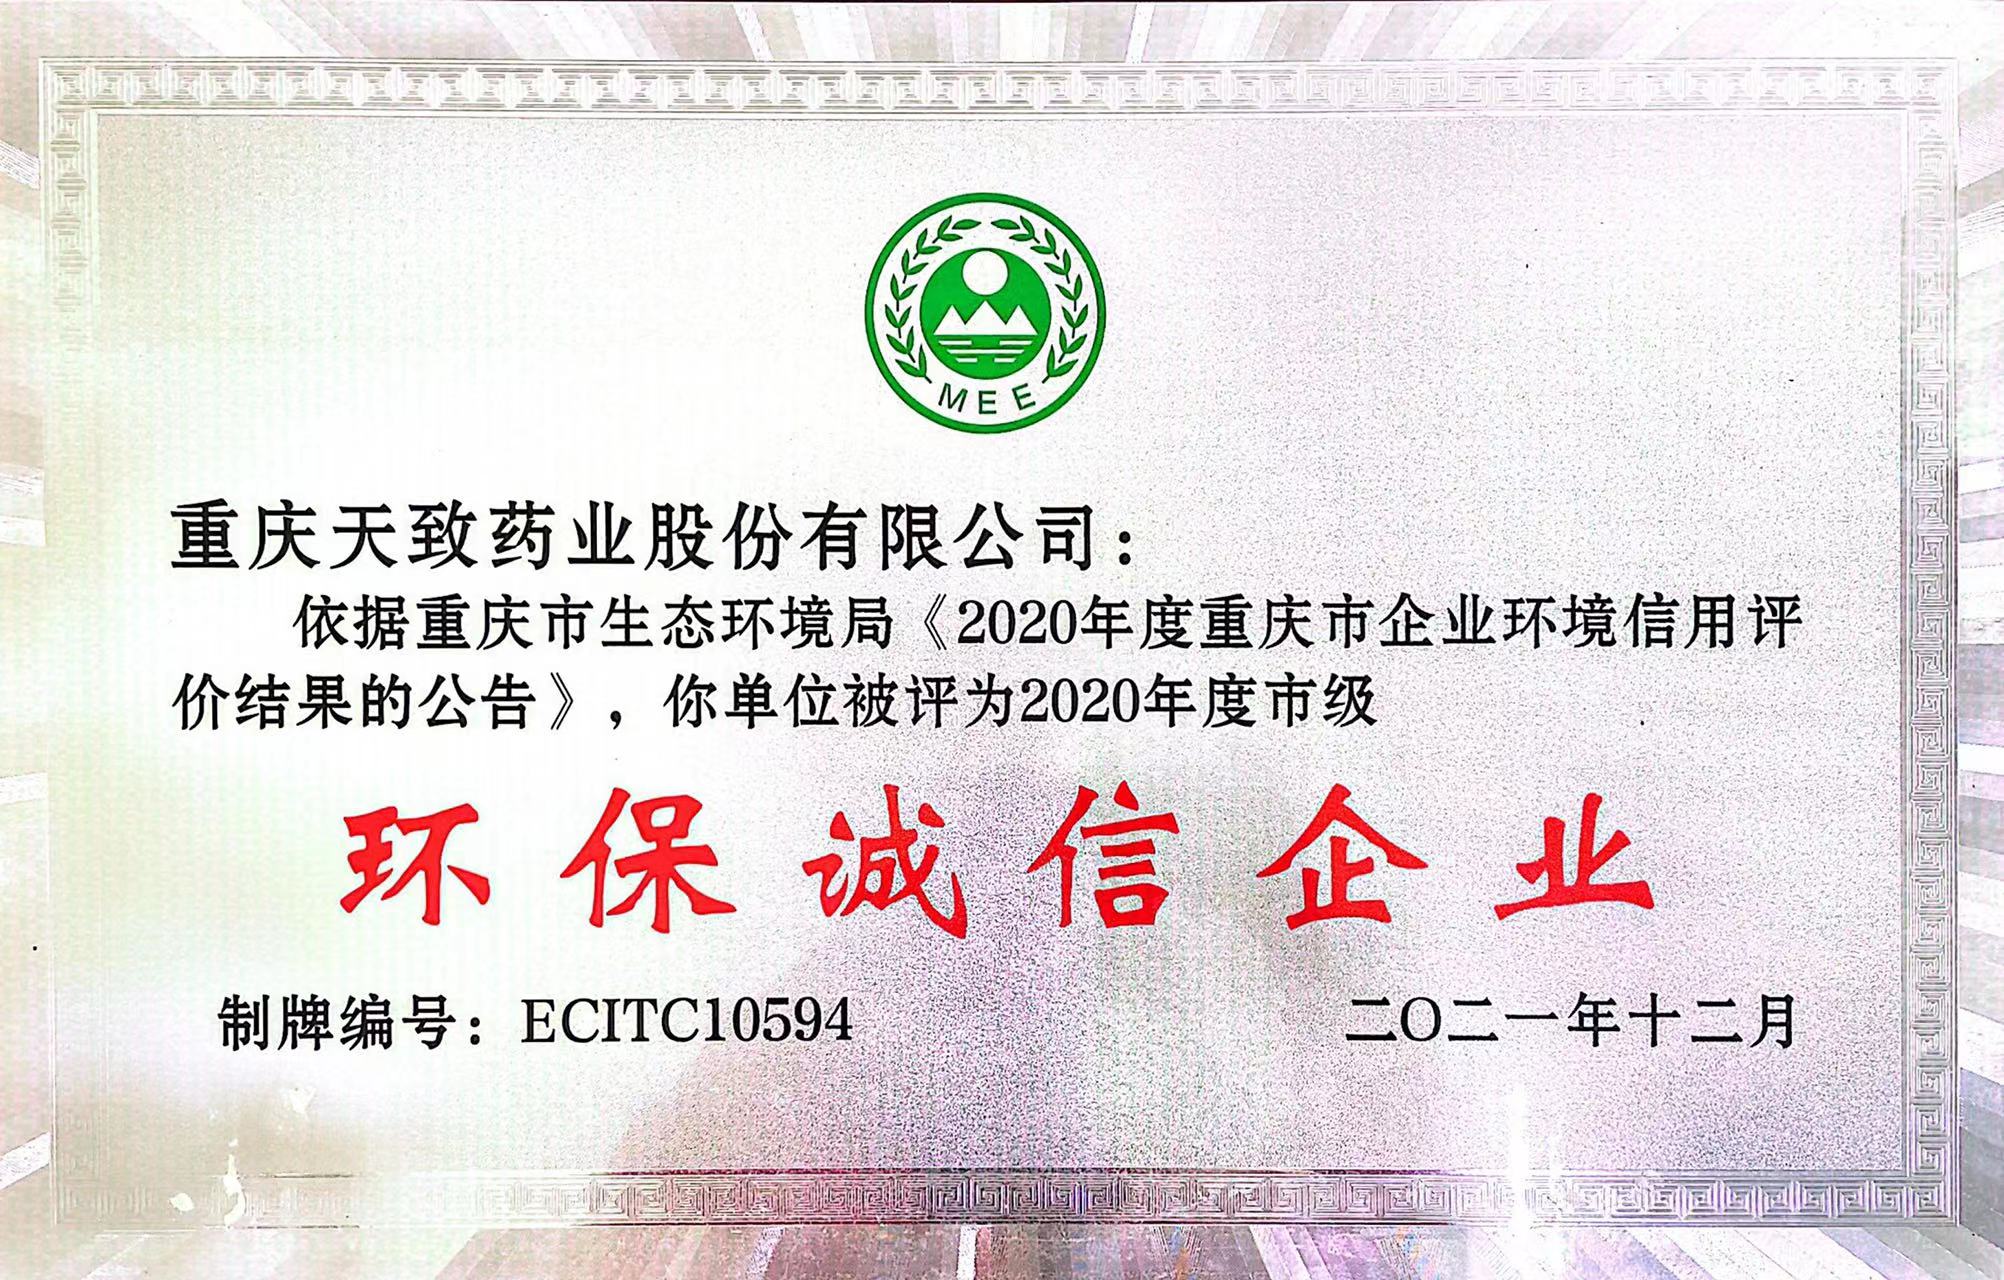 MEE
重庆天致药业股份有限公司：
依据重庆市生态环境局《2020年度重庆市企业环境信用评
价结果的公告》，你单位被评为2020年度市级
环保诚信企业
制牌编号：ECITC10594
二〇二一年十二月